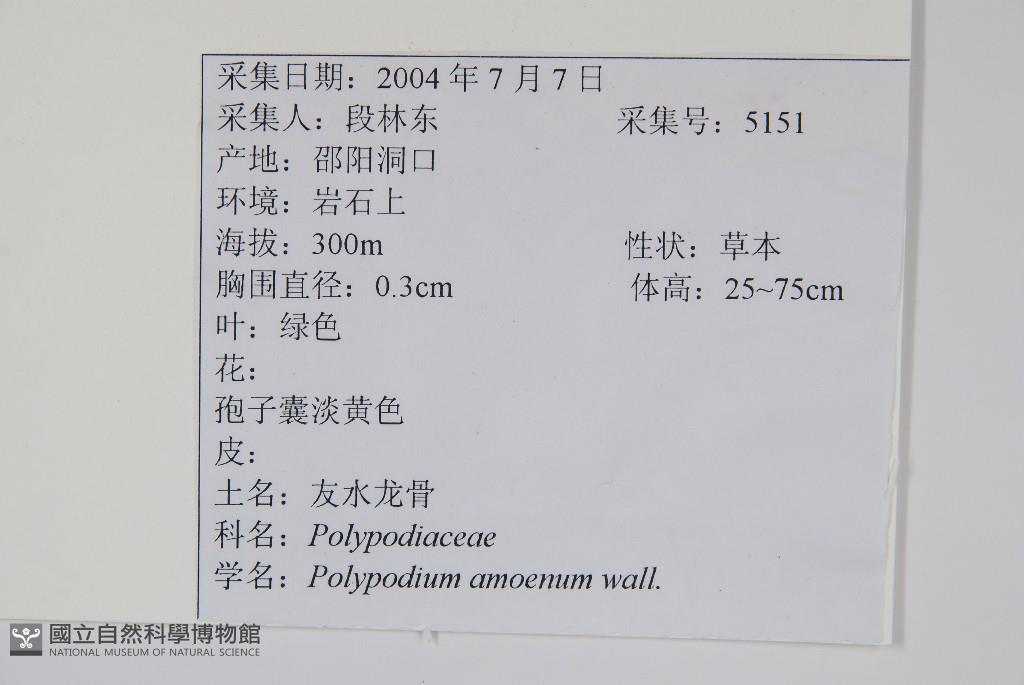 采集日期：2004 年 7 月 7 日
采集人：段林东 采集号：5151
产地：邵阳洞口
环境：岩石上
海拔：300m 性状：草本
胸围直径：0.3cm 体高：25~75cm
叶：绿色
花：
孢子囊淡黄色
皮：
土名：友水龙骨
科名：Polypodiaceae
学名：Polypodium amoenum wall.
國立自然科學博物館
NATIONAL MUSEUM OF NATURAL SCIENCE